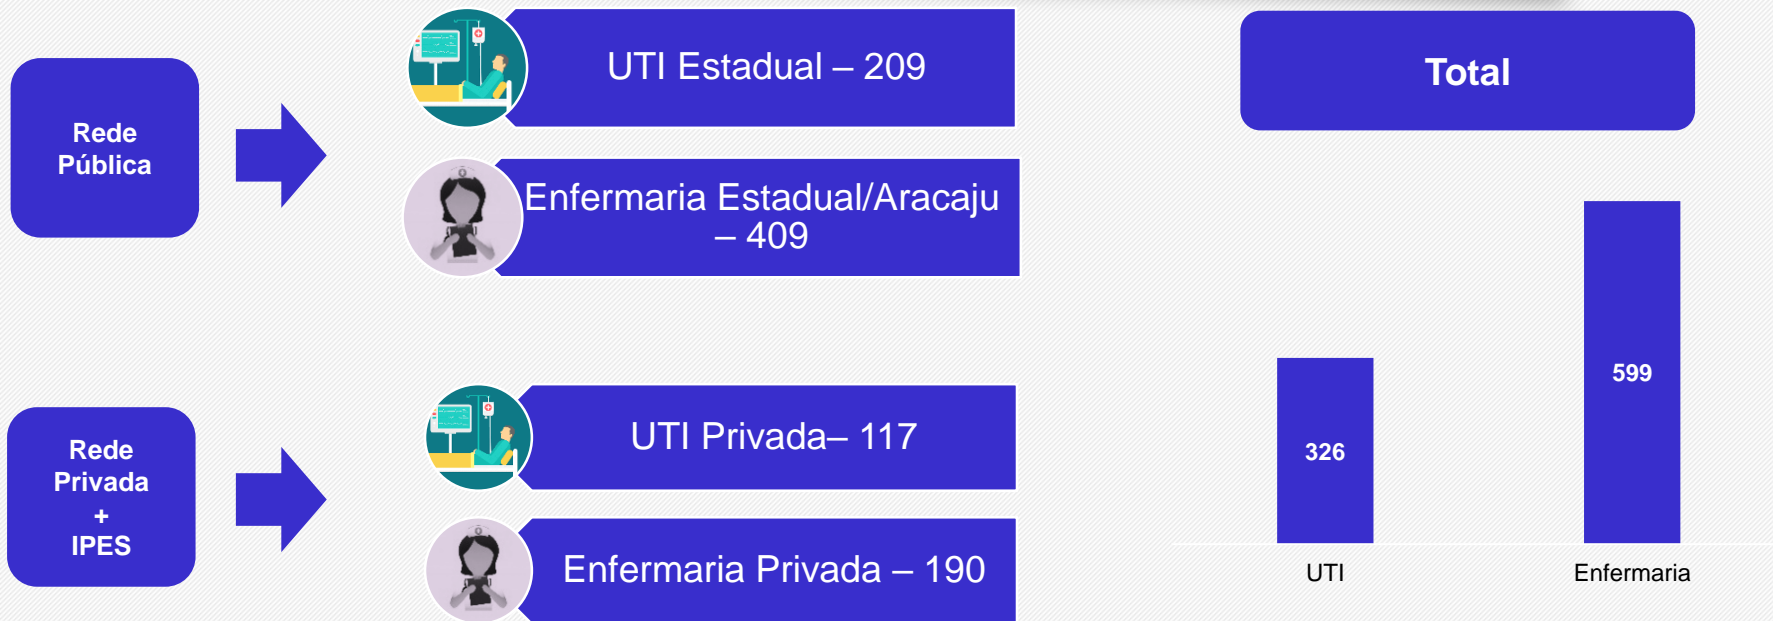 Rede
Pública
UTI Estadual – 209
Enfermaria Estadual/Aracaju
– 409
Rede
Privada
+
IPES
UTI Privada– 117
Enfermaria Privada – 190
Total
326
599
UTI
Enfermaria